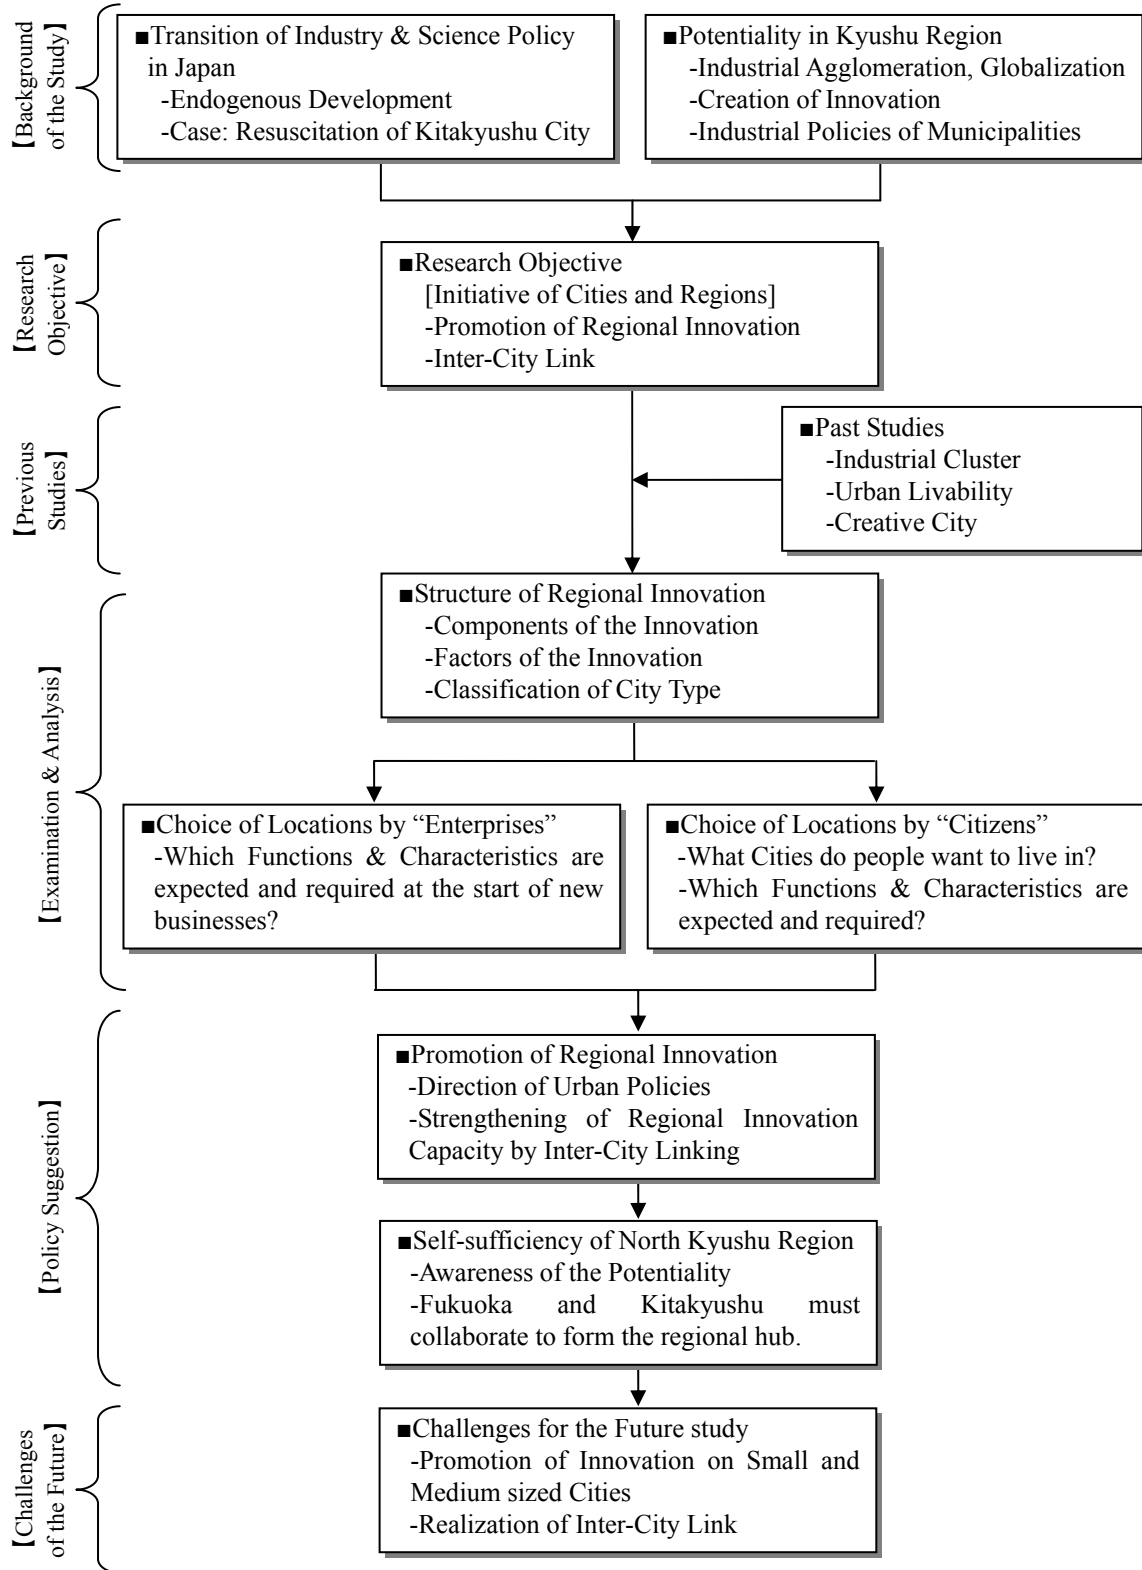 【Background
of the Study】
■Transition of Industry & Science Policy
in Japan
-Endogenous Development
-Case: Resuscitation of Kitakyushu City
■Potentiality in Kyushu Region
-Industrial Agglomeration, Globalization
-Creation of Innovation
-Industrial Policies of Municipalities
【Research
Objective】
■Research Objective
[Initiative of Cities and Regions]
-Promotion of Regional Innovation
-Inter-City Link
【Previous
Studies】
■Past Studies
-Industrial Cluster
-Urban Livability
-Creative City
【Examination & Analysis】
■Structure of Regional Innovation
-Components of the Innovation
-Factors of the Innovation
-Classification of City Type
■Choice of Locations by “Enterprises”
-Which Functions & Characteristics are
expected and required at the start of new
businesses?
■Choice of Locations by “Citizens”
-What Cities do people want to live in?
-Which Functions & Characteristics are
expected and required?
【Policy Suggestion】
■Promotion of Regional Innovation
-Direction of Urban Policies
-Strengthening of Regional Innovation
Capacity by Inter-City Linking
■Self-sufficiency of North Kyushu Region
-Awareness of the Potentiality
-Fukuoka and Kitakyushu must
collaborate to form the regional hub.
【Challenges
of the Future】
■Challenges for the Future study
-Promotion of Innovation on Small and
Medium sized Cities
-Realization of Inter-City Link